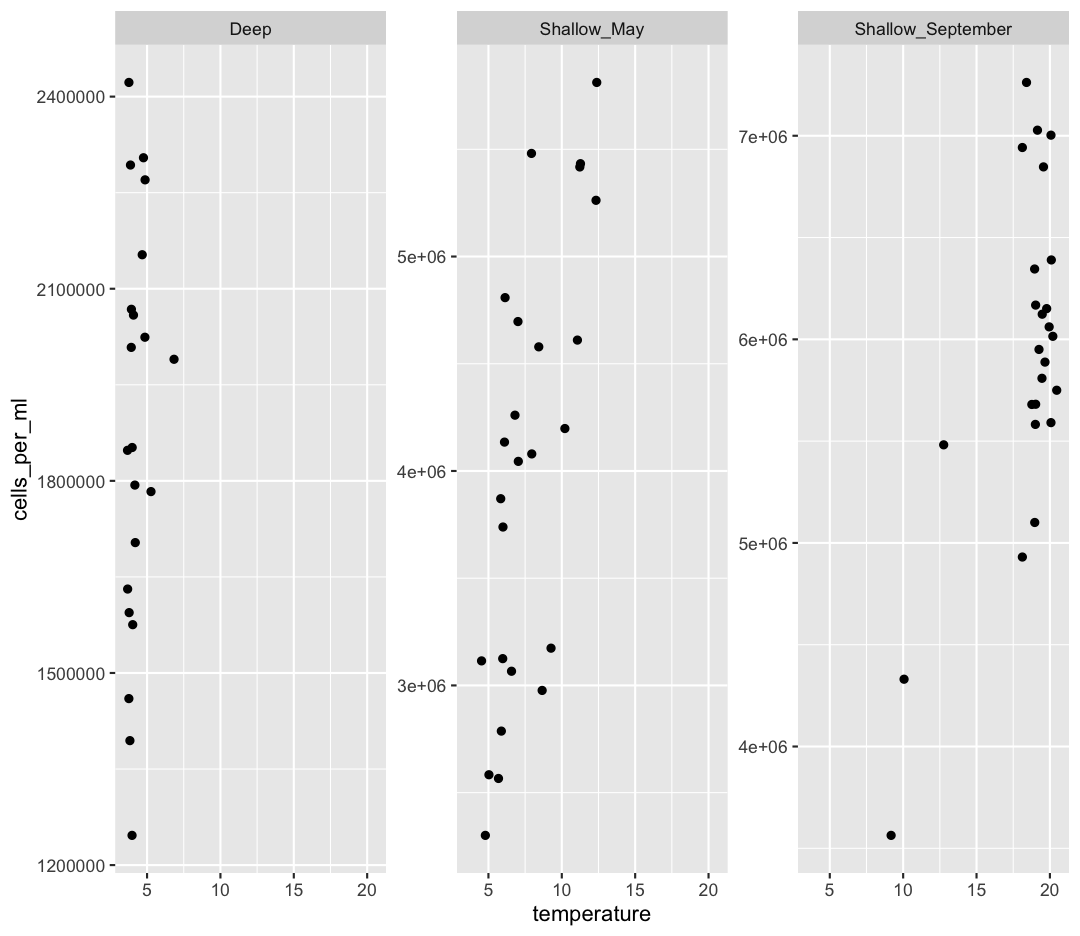 Deep
Shallow_May
Shallow_September
cells_per_ml
2400000
2100000
1800000
1500000
1200000
5e+06
4e+06
3e+06
7e+06
6e+06
5e+06
4e+06
5 10 15 20
5 10 15 20
5 10 15 20
temperature